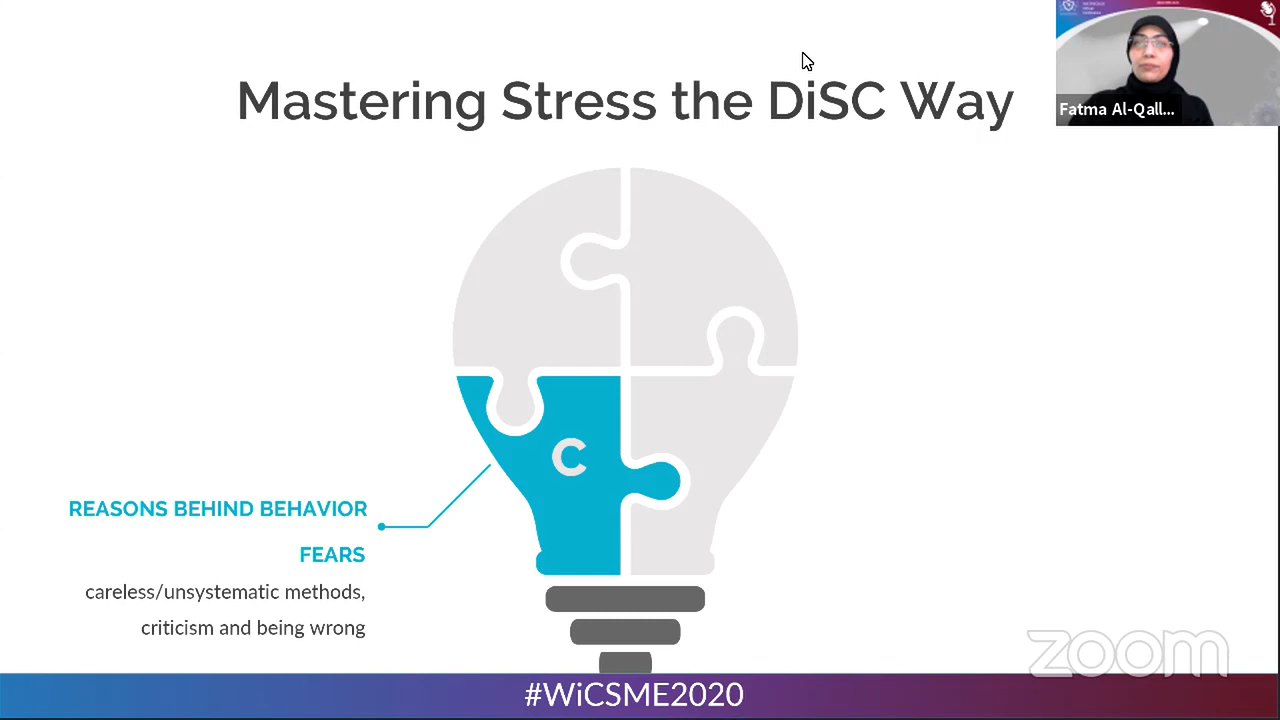 Mastering Stress the DiSC Way
Fatma Al-Qall...
C
REASONS BEHIND BEHAVIOR
FEARS
careless/unsystematic methods,
criticism and being wrong
zoom
#WiCSME2020